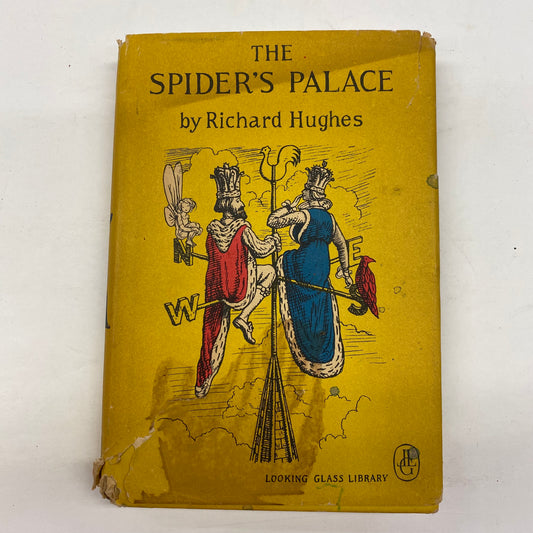 THE
SPIDER'S PALACE
by Richard Hughes
N E
W S
LOOKING GLASS LIBRARY